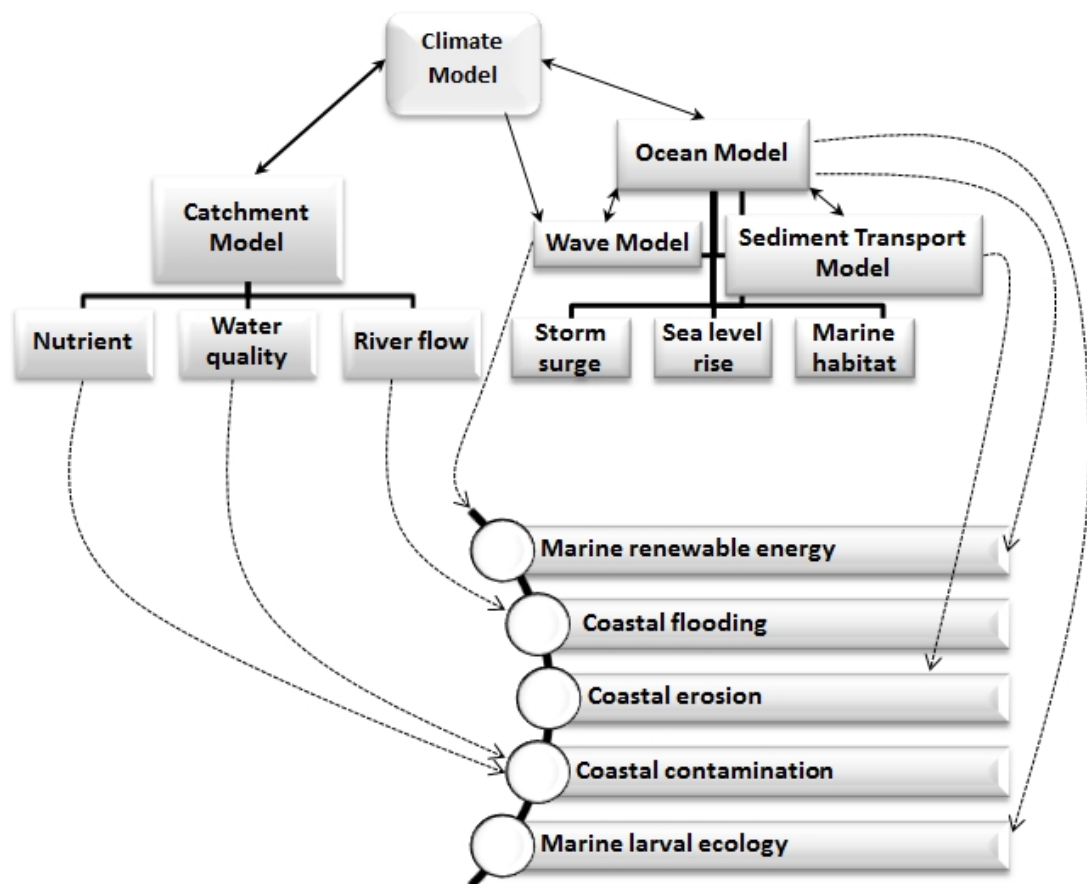 Climate
Model
Ocean Model
Catchment
Model
Wave Model
Sediment Transport
Model
Nutrient
Water
quality
River flow
Storm
surge
Sea level
rise
Marine
habitat
Marine renewable energy
Coastal flooding
Coastal erosion
Coastal contamination
Marine larval ecology